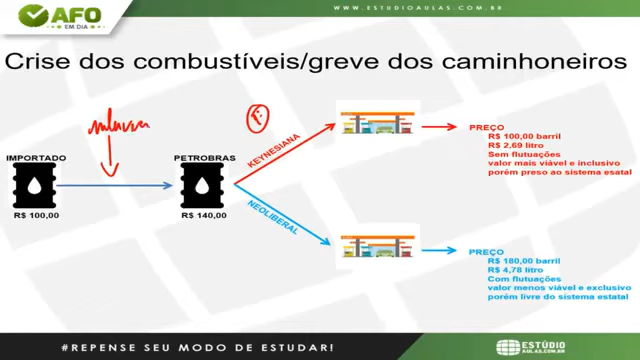 AFO
EM DIA
WWW.ESTUDIOAULAS.COM.BR
Crise dos combustíveis/greve dos caminhoneiros
IMPORTADO
R$ 100,00
PETROBRAS
R$ 140,00
KEYNESIANA
NEOLIBERAL
PREÇO
R$ 100,00 barril
R$ 2,69 litro
Sem flutuações
valor mais viável e inclusivo
porém preso ao sistema esatal
PREÇO
R$ 180,00 barril
R$ 4,78 litro
Com flutuações
valor menos viável e exclusivo
porém livre do sistema estatal
#REPENSE SEU MODO DE ESTUDAR!
ESTÚDIO
AULAS.COM.BR